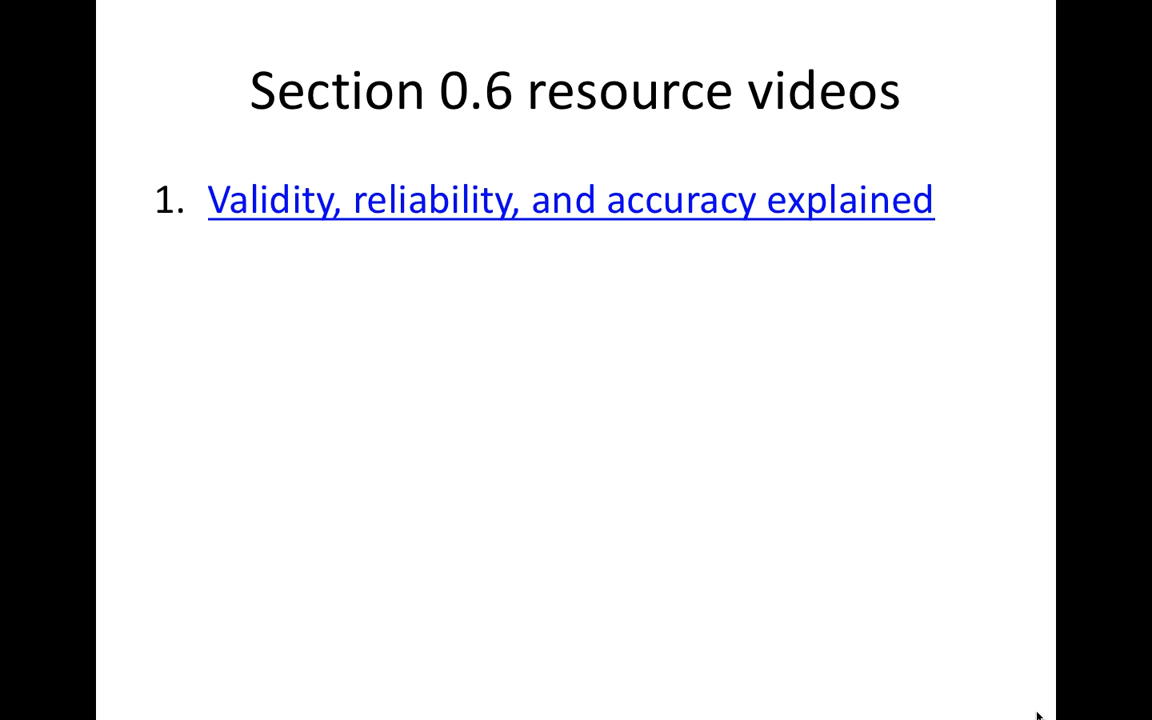 Section 0.6 resource videos
1. Validity, reliability, and accuracy explained